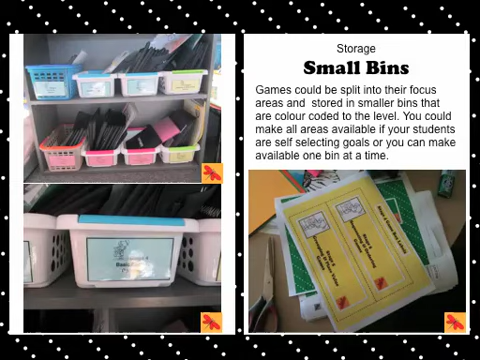 Storage
Small Bins
Games could be split into their focus
areas and stored in smaller bins that
are colour coded to the level. You could
make all areas available if your students
are self selecting goals or you can make
available one bin at a time.